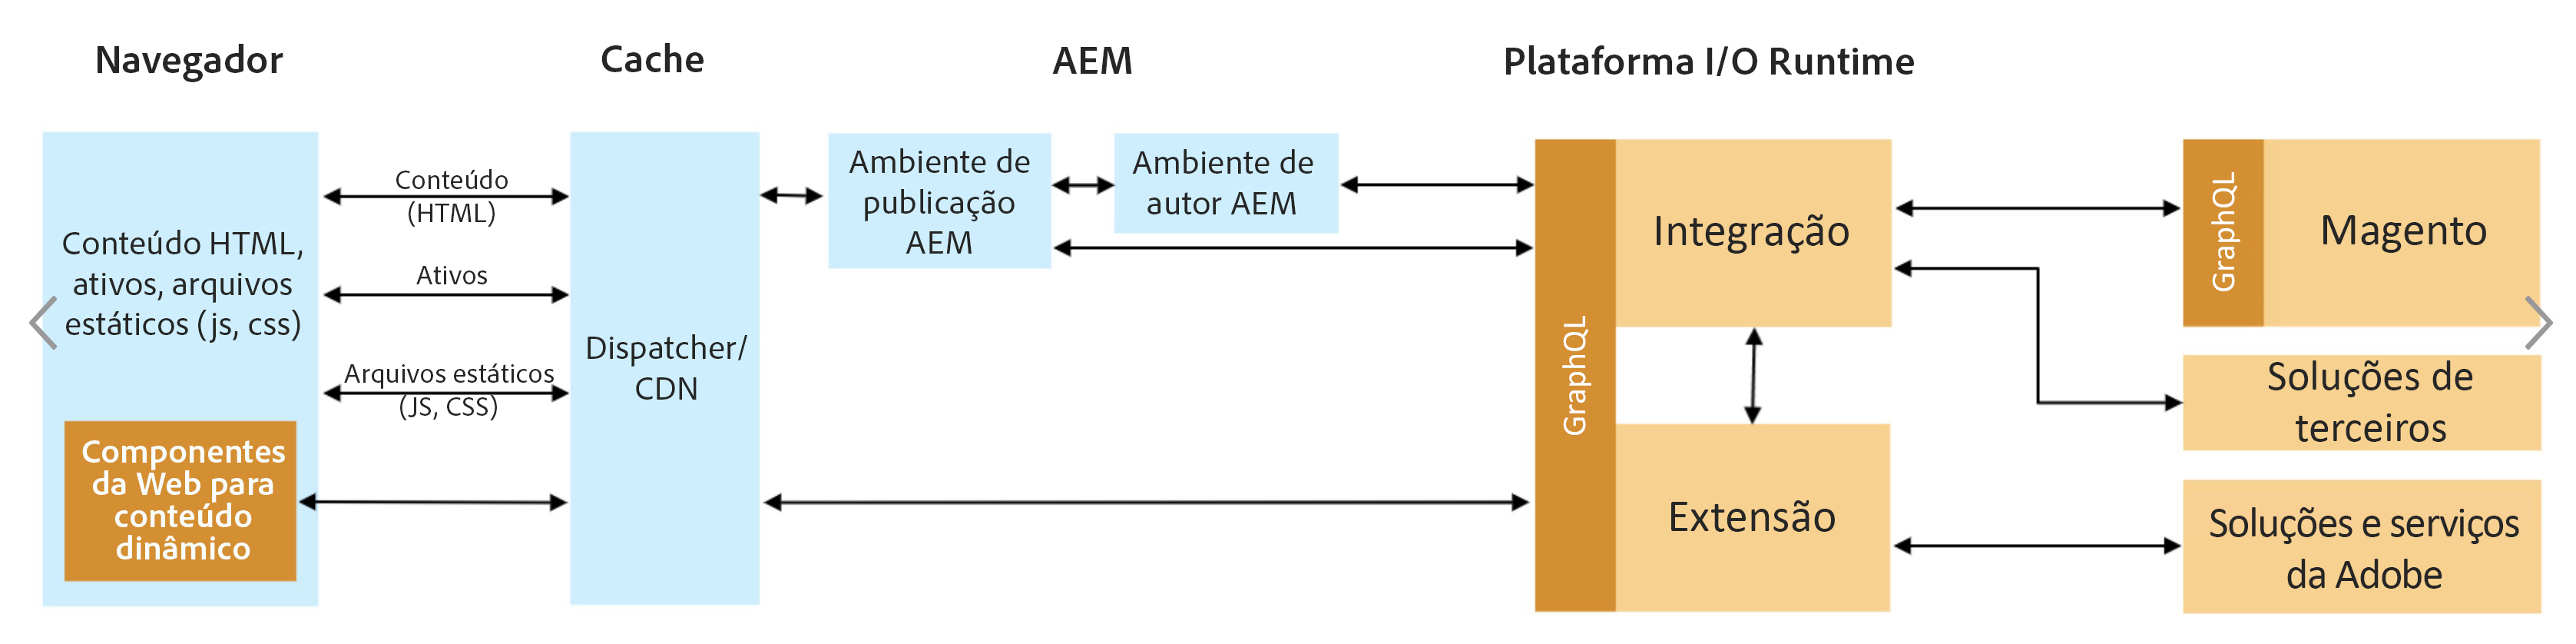 Navegador
Cache
AEM
Plataforma I/O Runtime
Conteúdo HTML,
ativos, arquivos
estáticos (js, css)
Componentes
da Web para
conteúdo
dinâmico
Conteúdo
(HTML)
Ativos
Arquivos estáticos
(JS, CSS)
Dispatcher/
CDN
Ambiente de
publicação
AEM
Ambiente de
autor AEM
GraphQL
Integração
Extensão
GraphQL
Magento
Soluções de
terceiros
Soluções e serviços
da Adobe